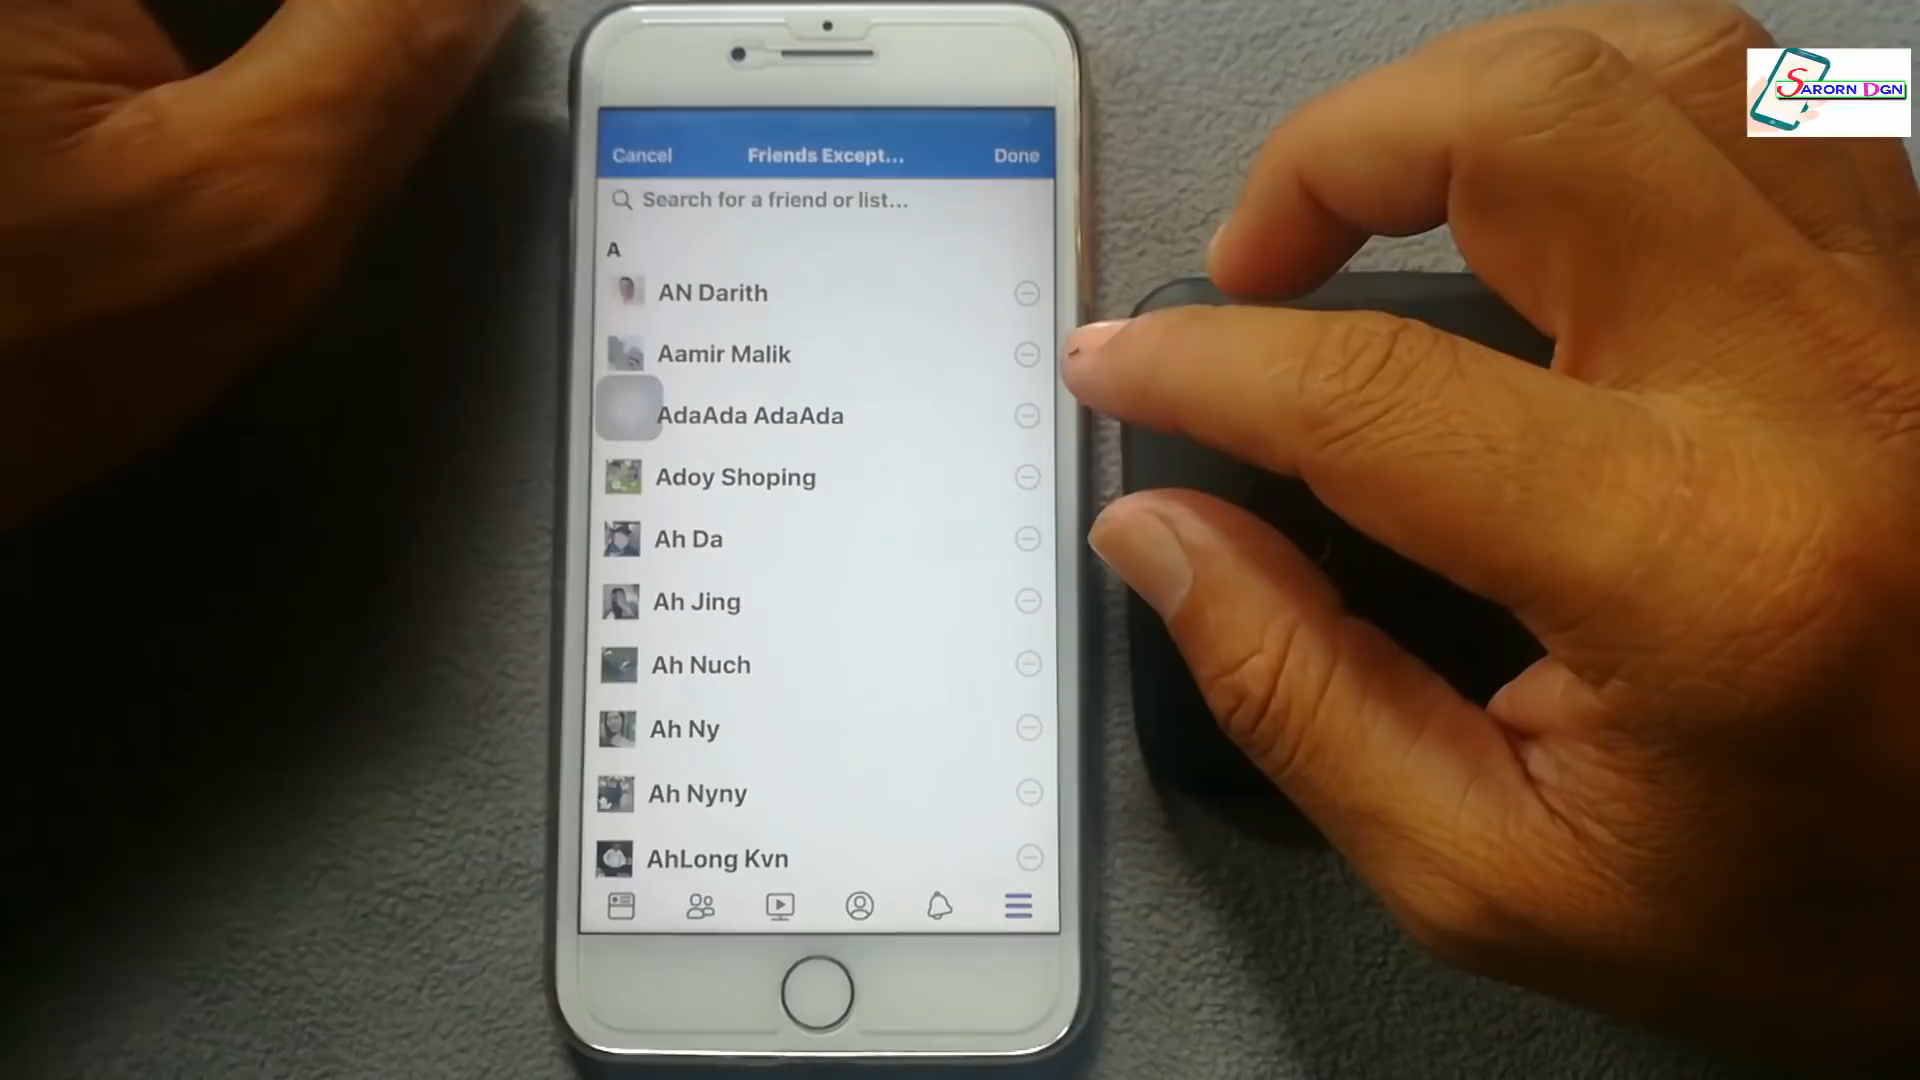 SARORN DGN
Cancel Friends Except... Done
Search for a friend or list...
A
AN Darith
Aamir Malik
AdaAda AdaAda
Adoy Shoping
Ah Da
Ah Jing
Ah Nuch
Ah Ny
Ah Nyny
AhLong Kvn